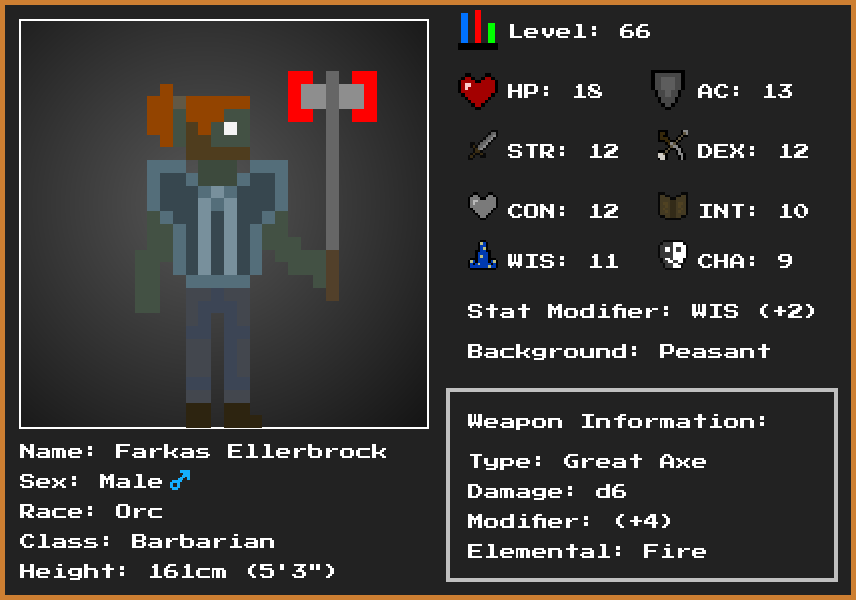 Level: 66
HP: 18 AC: 13
STR: 12 DEX: 12
CON: 12 INT: 10
WIS: 11 CHA: 9
Stat Modifier: WIS (+2)
Background: Peasant
Weapon Information:
Type: Great Axe
Damage: d6
Modifier: (+4)
Elemental: Fire
Name: Farkas Ellerbrock
Sex: Male♂
Race: Orc
Class: Barbarian
Height: 161cm (5'3")